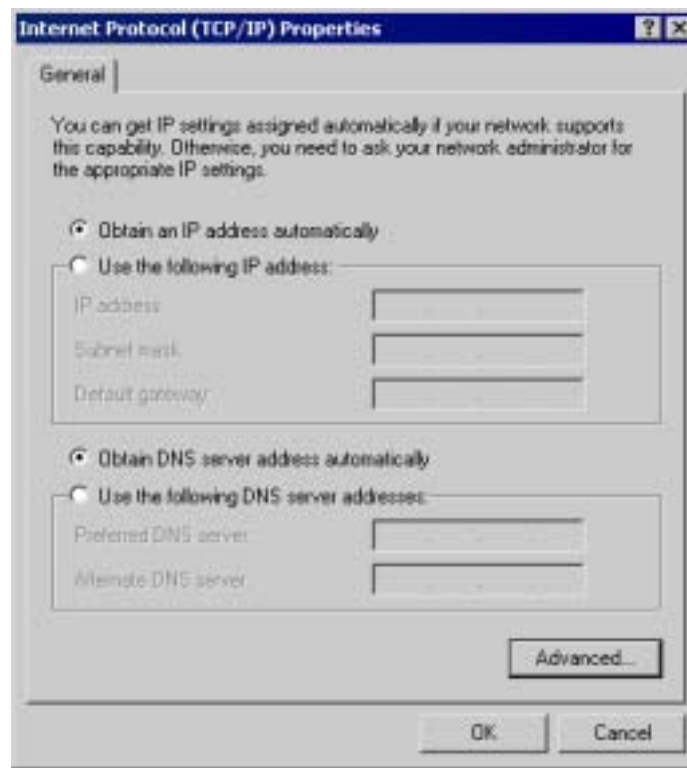 Internet Protocol (TCP/IP) Properties
General
You can get IP settings assigned automatically if your network supports
this capability. Otherwise, you need to ask your network administrator for
the appropriate IP settings.
Obtain an IP address automatically
Use the following IP address:
IP address
Subnet mask
Default gateway
Obtain DNS server address automatically
Use the following DNS server addresses:
Preferred DNS server
Alternate DNS server
Advanced...
OK
Cancel